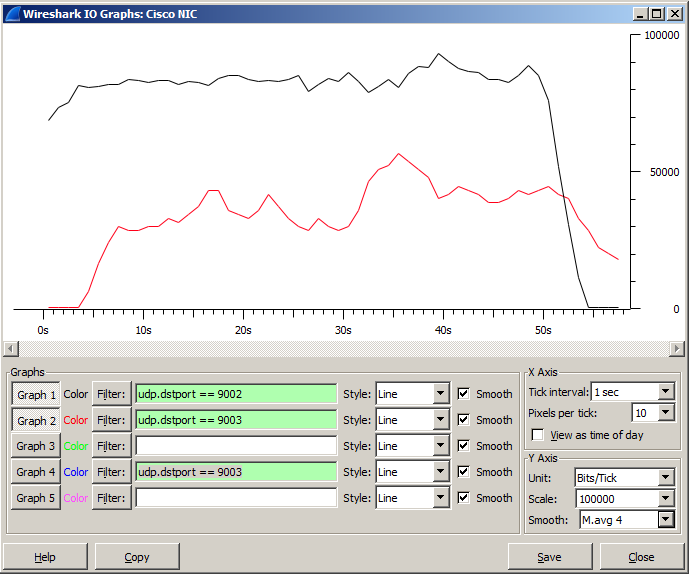 Wireshark IO Graphs: Cisco NIC
100000
50000
0
0s 10s 20s 30s 40s 50s
Graphs
Graph 1 Color Filter: udp.dstport == 9002 Style: Line Smooth
Graph 2 Color Filter: udp.dstport == 9003 Style: Line Smooth
Graph 3 Color Filter: Style: Line Smooth
Graph 4 Color Filter: udp.dstport == 9003 Style: Line Smooth
Graph 5 Color Filter: Style: Line Smooth
X Axis
Tick interval: 1 sec
Pixels per tick: 10
View as time of day
Y Axis
Unit: Bits/Tick
Scale: 100000
Smooth: M.avg 4
Help Copy Save Close